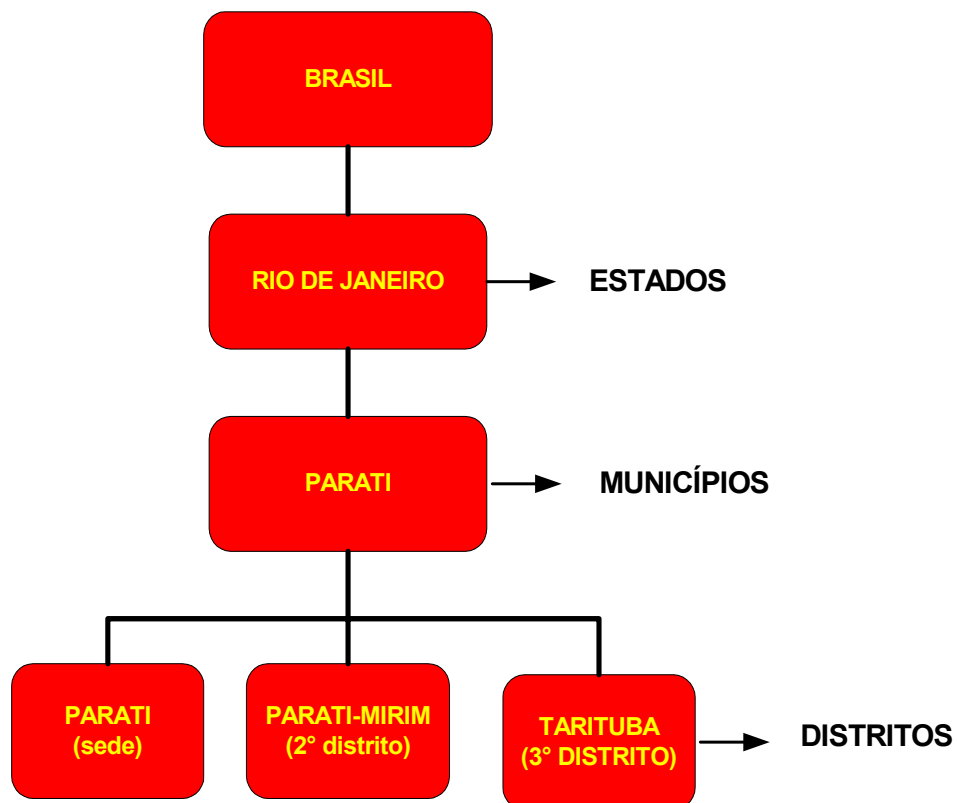 BRASIL
RIO DE JANEIRO
ESTADOS
PARATI
MUNICÍPIOS
PARATI
(sede)
PARATI-MIRIM
(2° distrito)
TARITUBA
(3° DISTRITO)
DISTRITOS